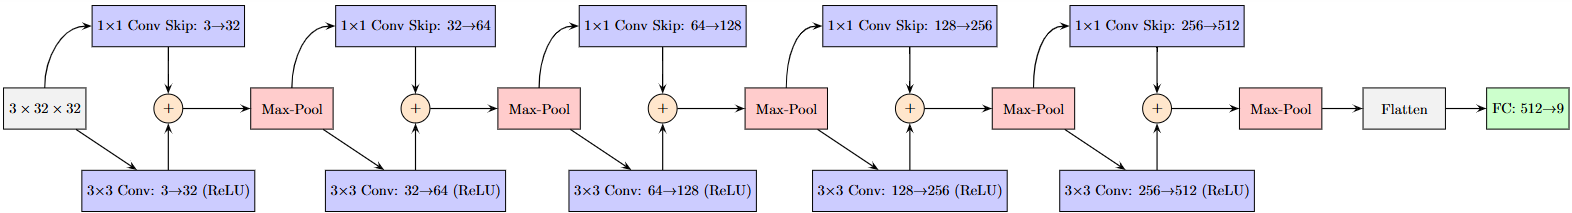 1×1 Conv Skip: 3→32
1×1 Conv Skip: 32→64
1×1 Conv Skip: 64→128
1×1 Conv Skip: 128→256
1×1 Conv Skip: 256→512
3 × 32 × 32
+
Max-Pool
+
Max-Pool
+
Max-Pool
+
Max-Pool
+
Max-Pool
Flatten
FC: 512→9
3×3 Conv: 3→32 (ReLU)
3×3 Conv: 32→64 (ReLU)
3×3 Conv: 64→128 (ReLU)
3×3 Conv: 128→256 (ReLU)
3×3 Conv: 256→512 (ReLU)